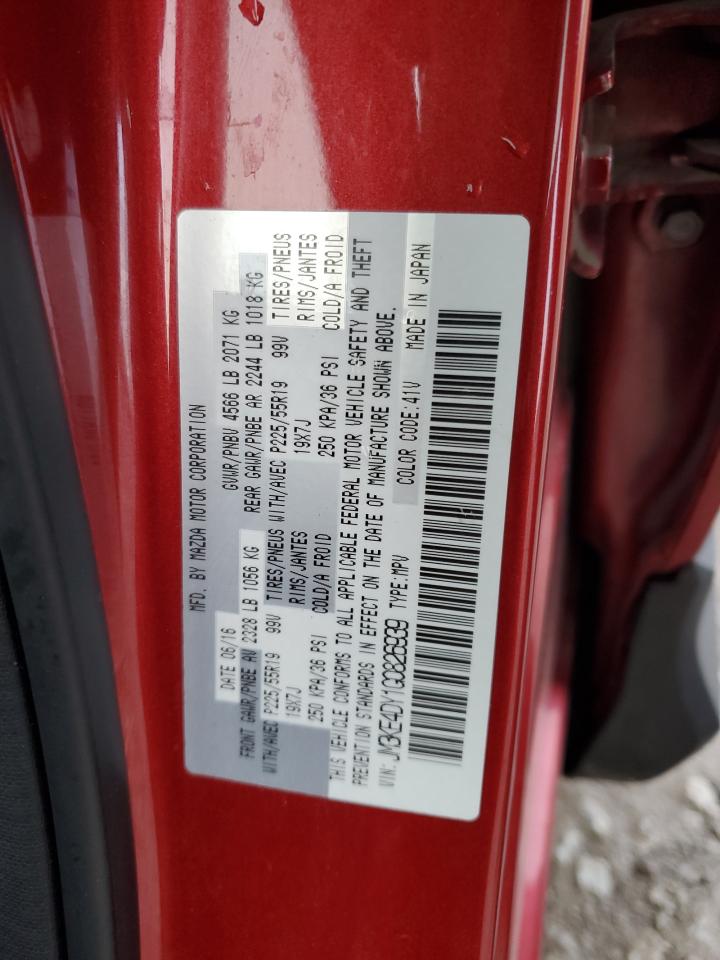 MFD. BY MAZDA MOTOR CORPORATION
DATE 06/16 GVWR/PNBV 4566 LB 2071 KG
FRONT GAWR/PNBE AV 2328 LB 1056 KG REAR GAWR/PNBE AR 2244 LB 1018 KG
WITH/AVEC P225/55R19 99V TIRES/PNEUS WITH/AVEC P225/55R19 99V TIRES/PNEUS
19X7J RIMS/JANTES 19X7J RIMS/JANTES
250 KPA/36 PSI COLD/A FROID 250 KPA/36 PSI COLD/A FROID
THIS VEHICLE CONFORMS TO ALL APPLICABLE FEDERAL MOTOR VEHICLE SAFETY AND THEFT
PREVENTION STANDARDS IN EFFECT ON THE DATE OF MANUFACTURE SHOWN ABOVE.
VIN: JM3KE4DY1G0826939 TYPE:MPV COLOR CODE:41V MADE IN JAPAN